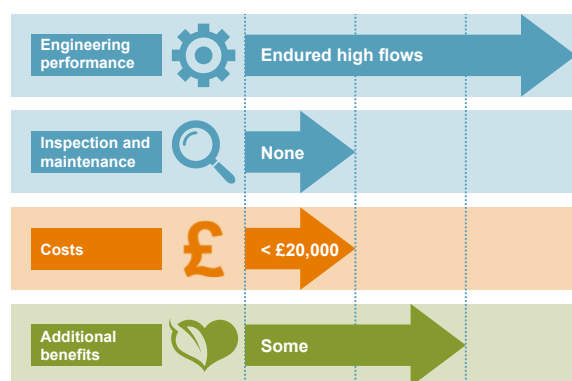 Engineering
performance
Endured high flows
Inspection and
maintenance
None
Costs
£
< £20,000
Additional
benefits
Some